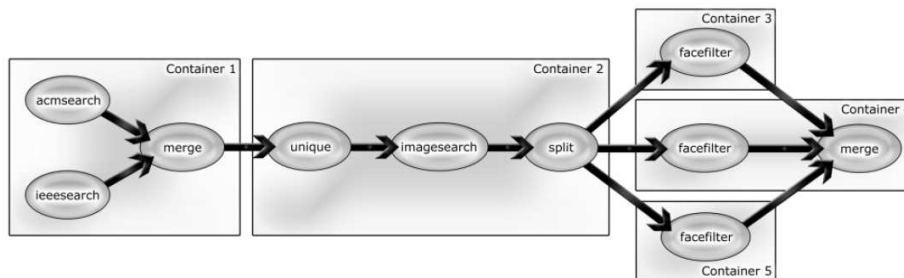 Container 1
acmsearch
ieeesearch
merge
Container 2
unique
imagesearch
split
Container 3
facefilter
Container
facefilter
merge
facefilter
Container 5